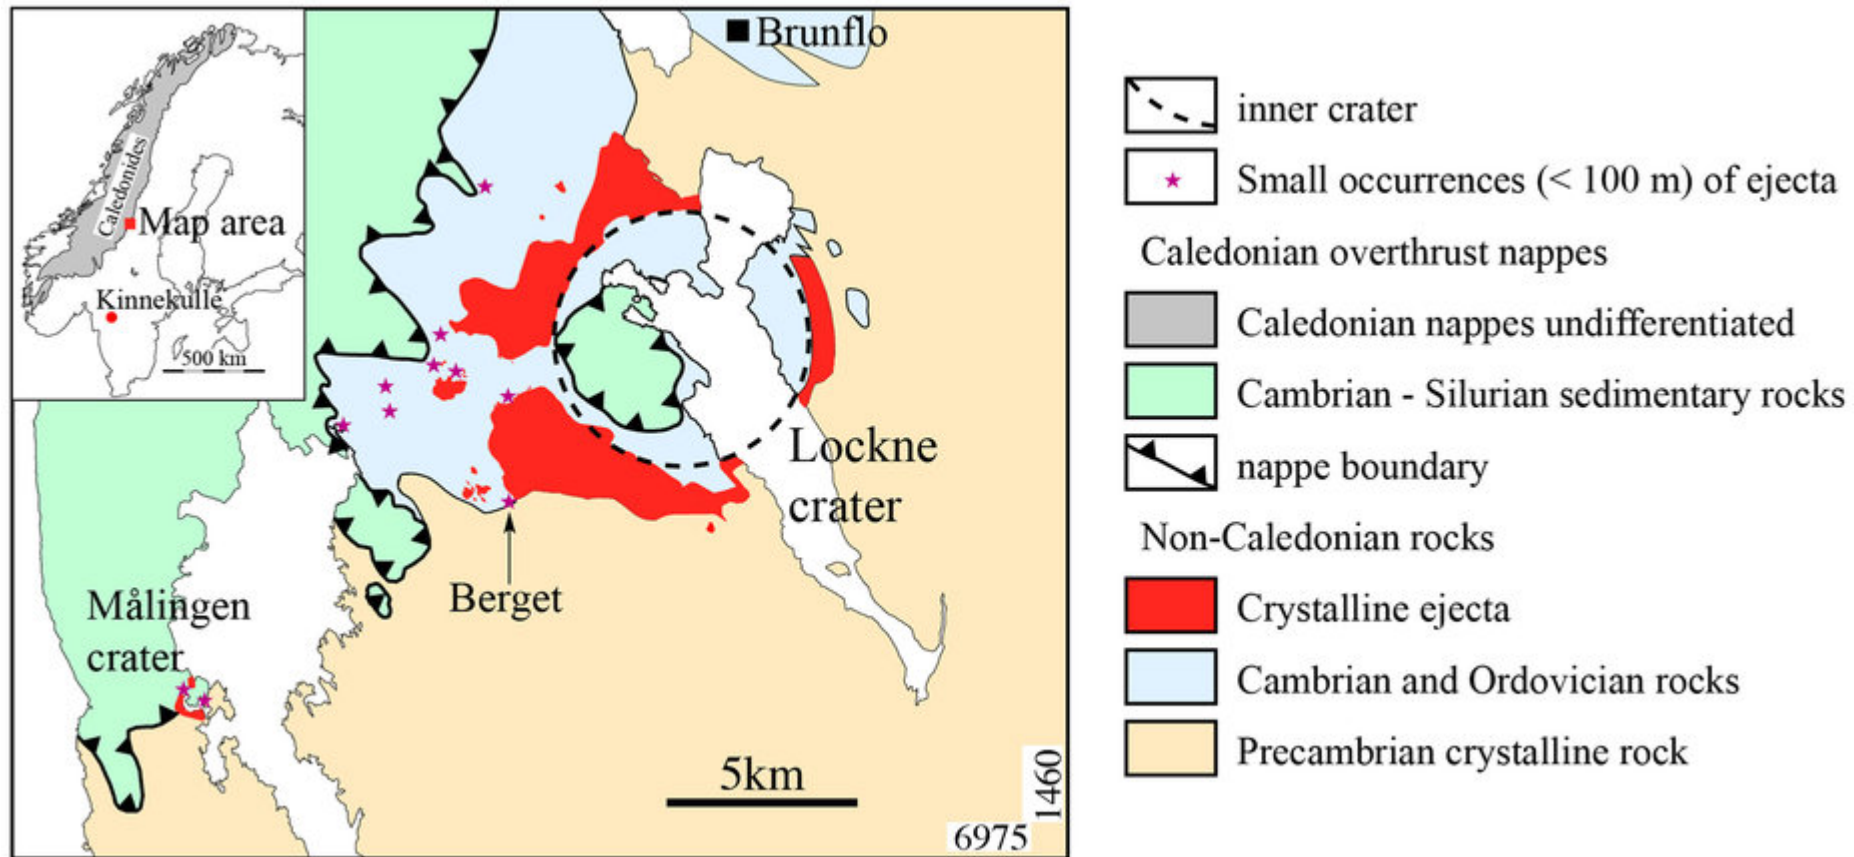 Brunflo
Caledonides
Map area
Kinnekulle
500 km
Lockne
crater
Berget
Målingen
crater
5km
1460
6975
inner crater
Small occurrences (< 100 m) of ejecta
Caledonian overthrust nappes
Caledonian nappes undifferentiated
Cambrian - Silurian sedimentary rocks
nappe boundary
Non-Caledonian rocks
Crystalline ejecta
Cambrian and Ordovician rocks
Precambrian crystalline rock